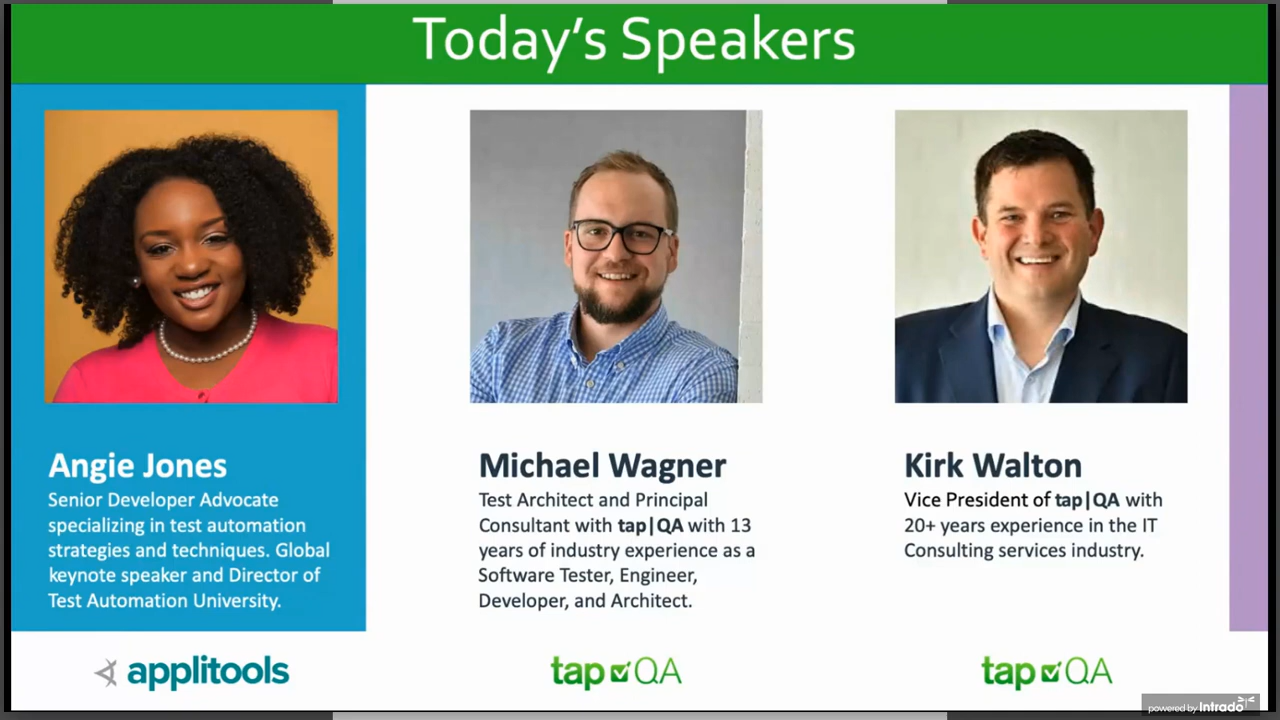 Today's Speakers
Angie Jones
Senior Developer Advocate
specializing in test automation
strategies and techniques. Global
keynote speaker and Director of
Test Automation University.
applitools
Michael Wagner
Test Architect and Principal
Consultant with tap|QA with 13
years of industry experience as a
Software Tester, Engineer,
Developer, and Architect.
tap QA
Kirk Walton
Vice President of tap|QA with
20+ years experience in the IT
Consulting services industry.
tap QA
powered by Intrado